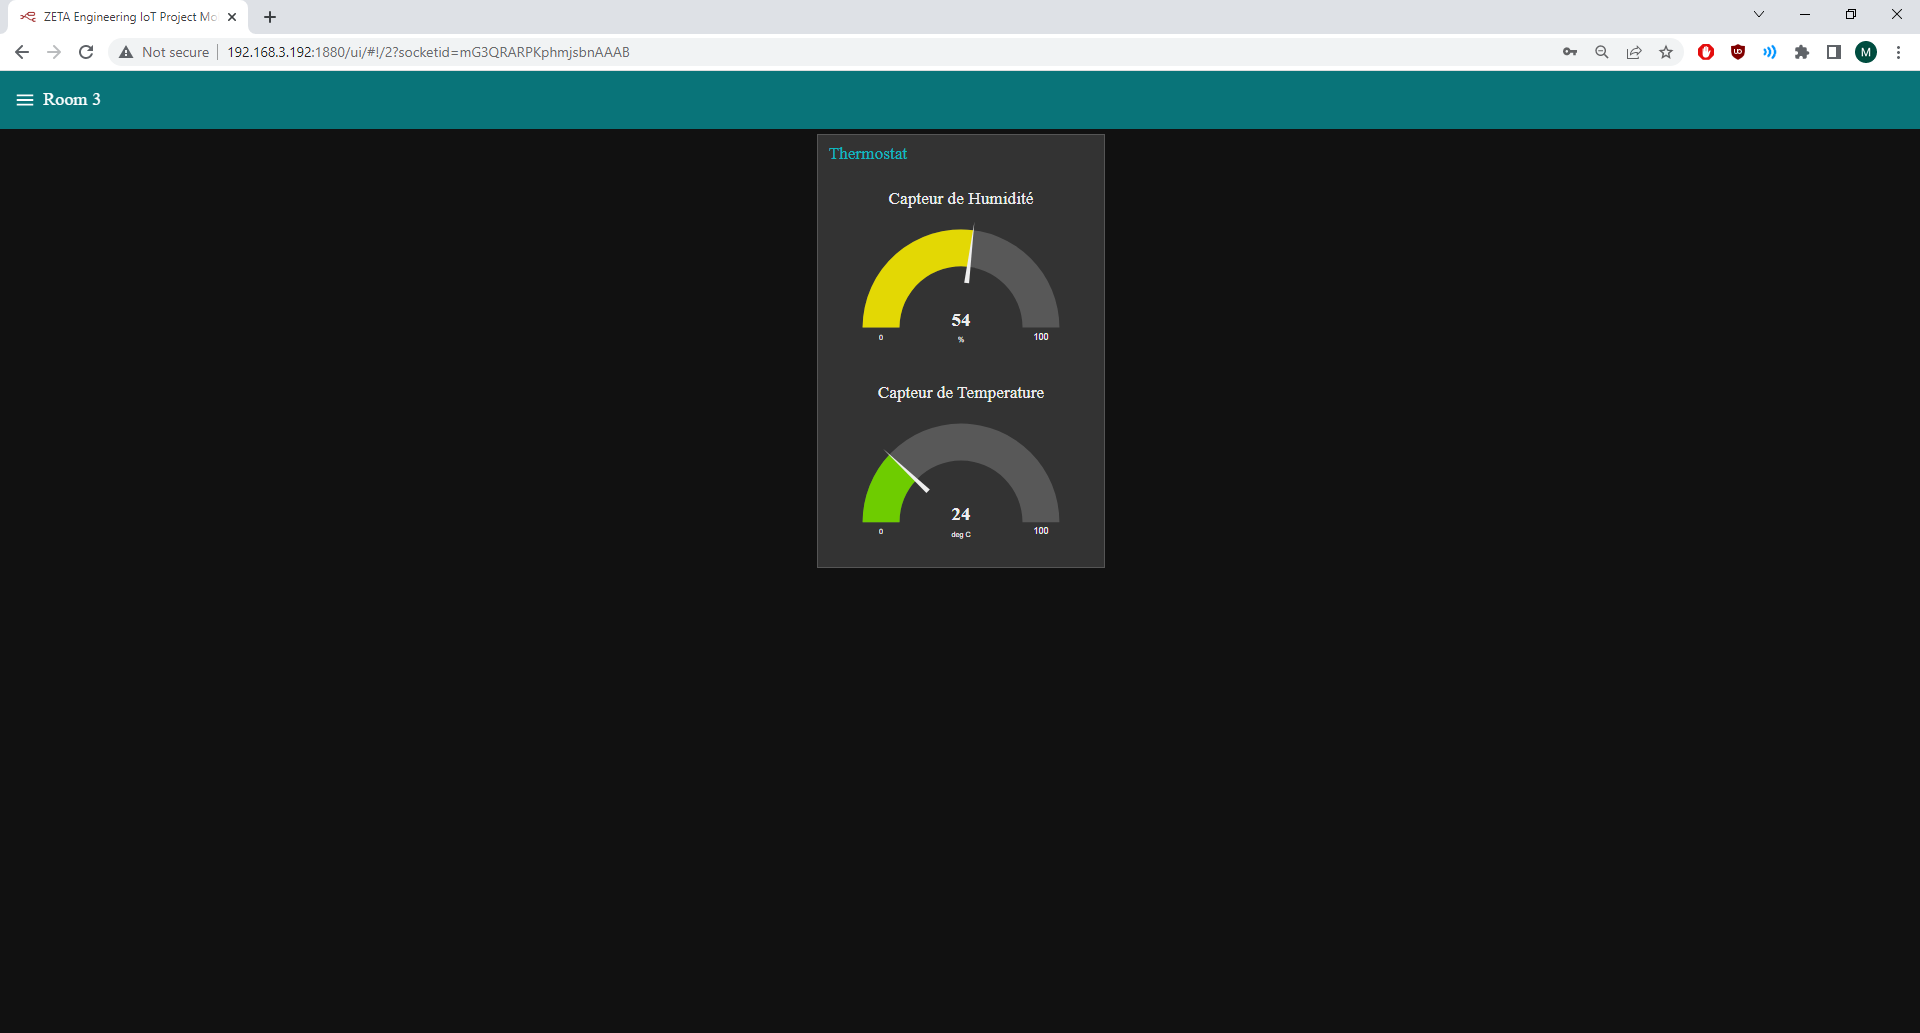 ZETA Engineering IoT Project Mo
Not secure
192.168.3.192:1880/ui/#!/2?socketid=mG3QRARPKphmjsbnAAAB
M
Room 3
Thermostat
Capteur de Humidité
54
0
%
100
Capteur de Temperature
24
0
deg C
100